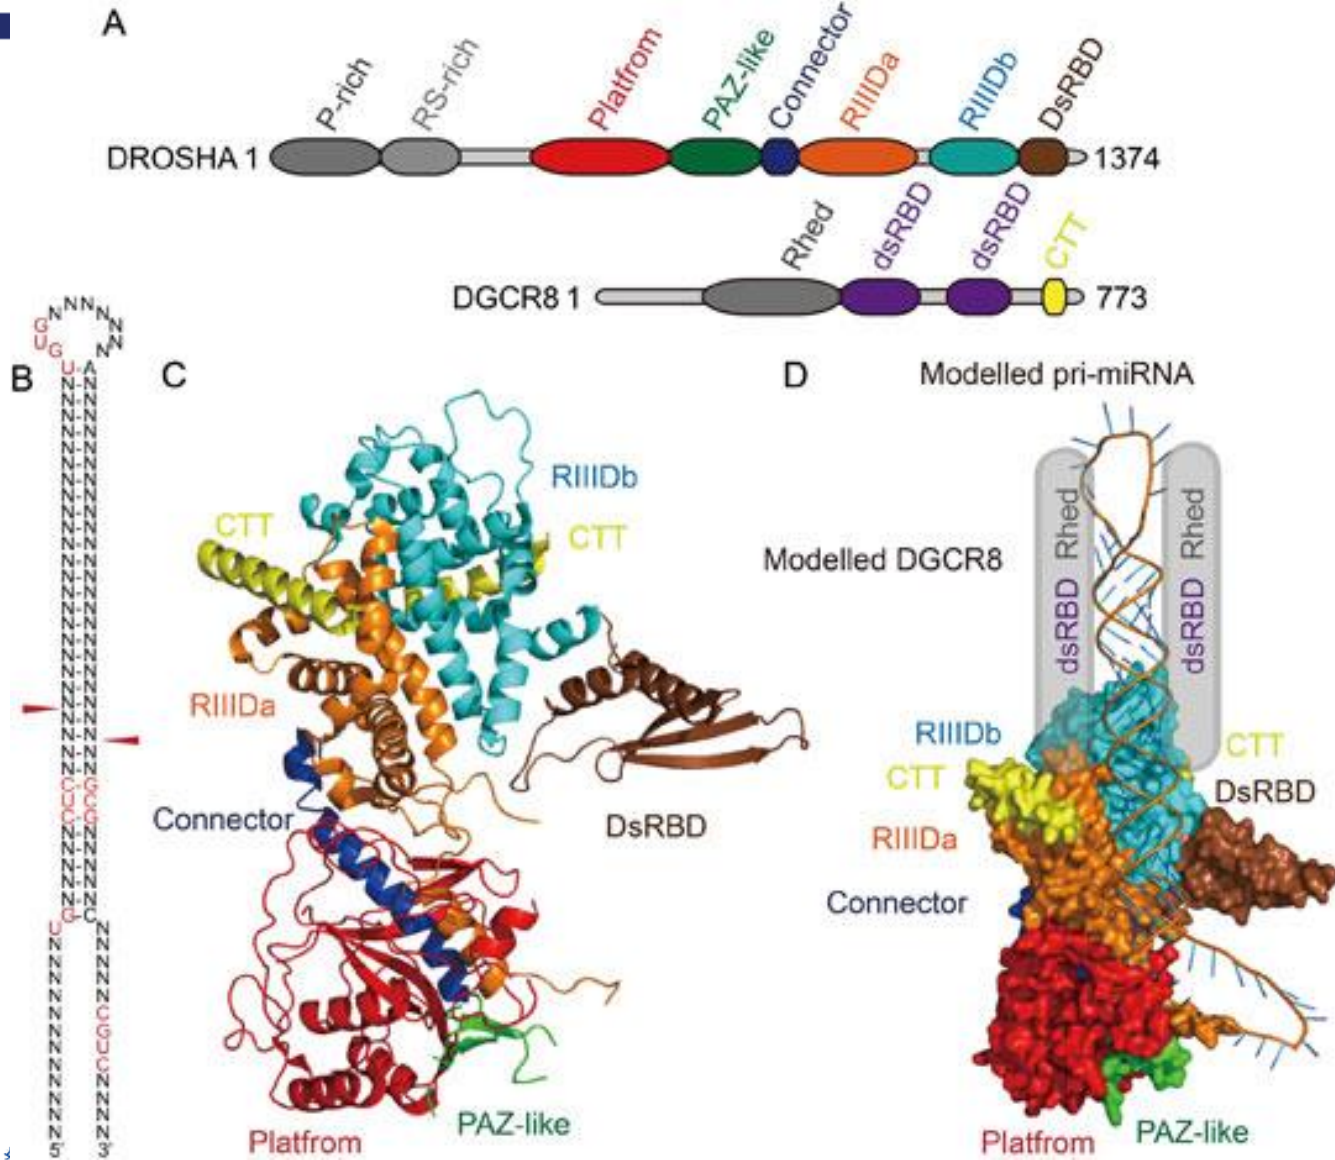 A
P-rich
RS-rich
Platfrom
PAZ-like
Connector
RIIIDa
RIIIDb
DsRBD
DROSHA 1
1374
Rhed
dsRBD
dsRBD
CTT
DGCR8 1
773
B
G
U
G
U
A
C
U
C
G
C
G
G
C
U
C
G
U
C
5'
3'
C
RIIIDb
CTT
CTT
RIIIDa
Connector
DsRBD
PAZ-like
Platfrom
D
Modelled pri-miRNA
Rhed
Rhed
Modelled DGCR8
dsRBD
dsRBD
RIIIDb
CTT
CTT
DsRBD
RIIIDa
Connector
PAZ-like
Platfrom